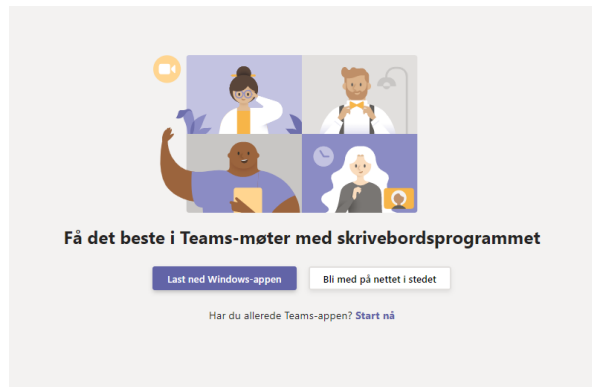 Få det beste i Teams-møter med skrivebordsprogrammet
Last ned Windows-appen
Bli med på nettet i stedet
Har du allerede Teams-appen? Start nå